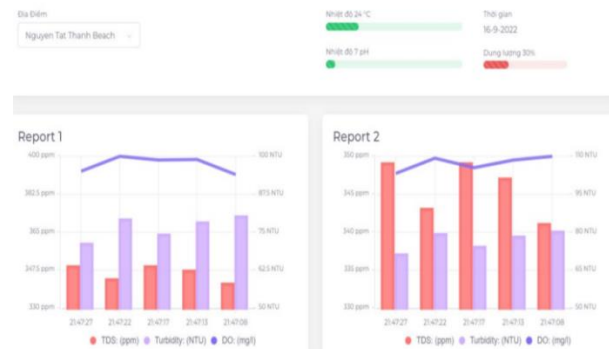 Địa Điểm
Nguyen Tat Thanh Beach
Nhiệt độ 24 °C
Thời gian
16-9-2022
Nhiệt độ 7 pH
Dung lượng 30%
Report 1
400 ppm
382.5 ppm
365 ppm
347.5 ppm
330 ppm
100 NTU
87.5 NTU
75 NTU
62.5 NTU
50 NTU
21:47:27 21:47:22 21:47:17 21:47:13 21:47:08
TDS: (ppm) Turbidity: (NTU) DO: (mg/l)
Report 2
350 ppm
345 ppm
340 ppm
335 ppm
330 ppm
110 NTU
95 NTU
80 NTU
65 NTU
50 NTU
21:47:27 21:47:22 21:47:17 21:47:13 21:47:08
TDS: (ppm) Turbidity: (NTU) DO: (mg/l)